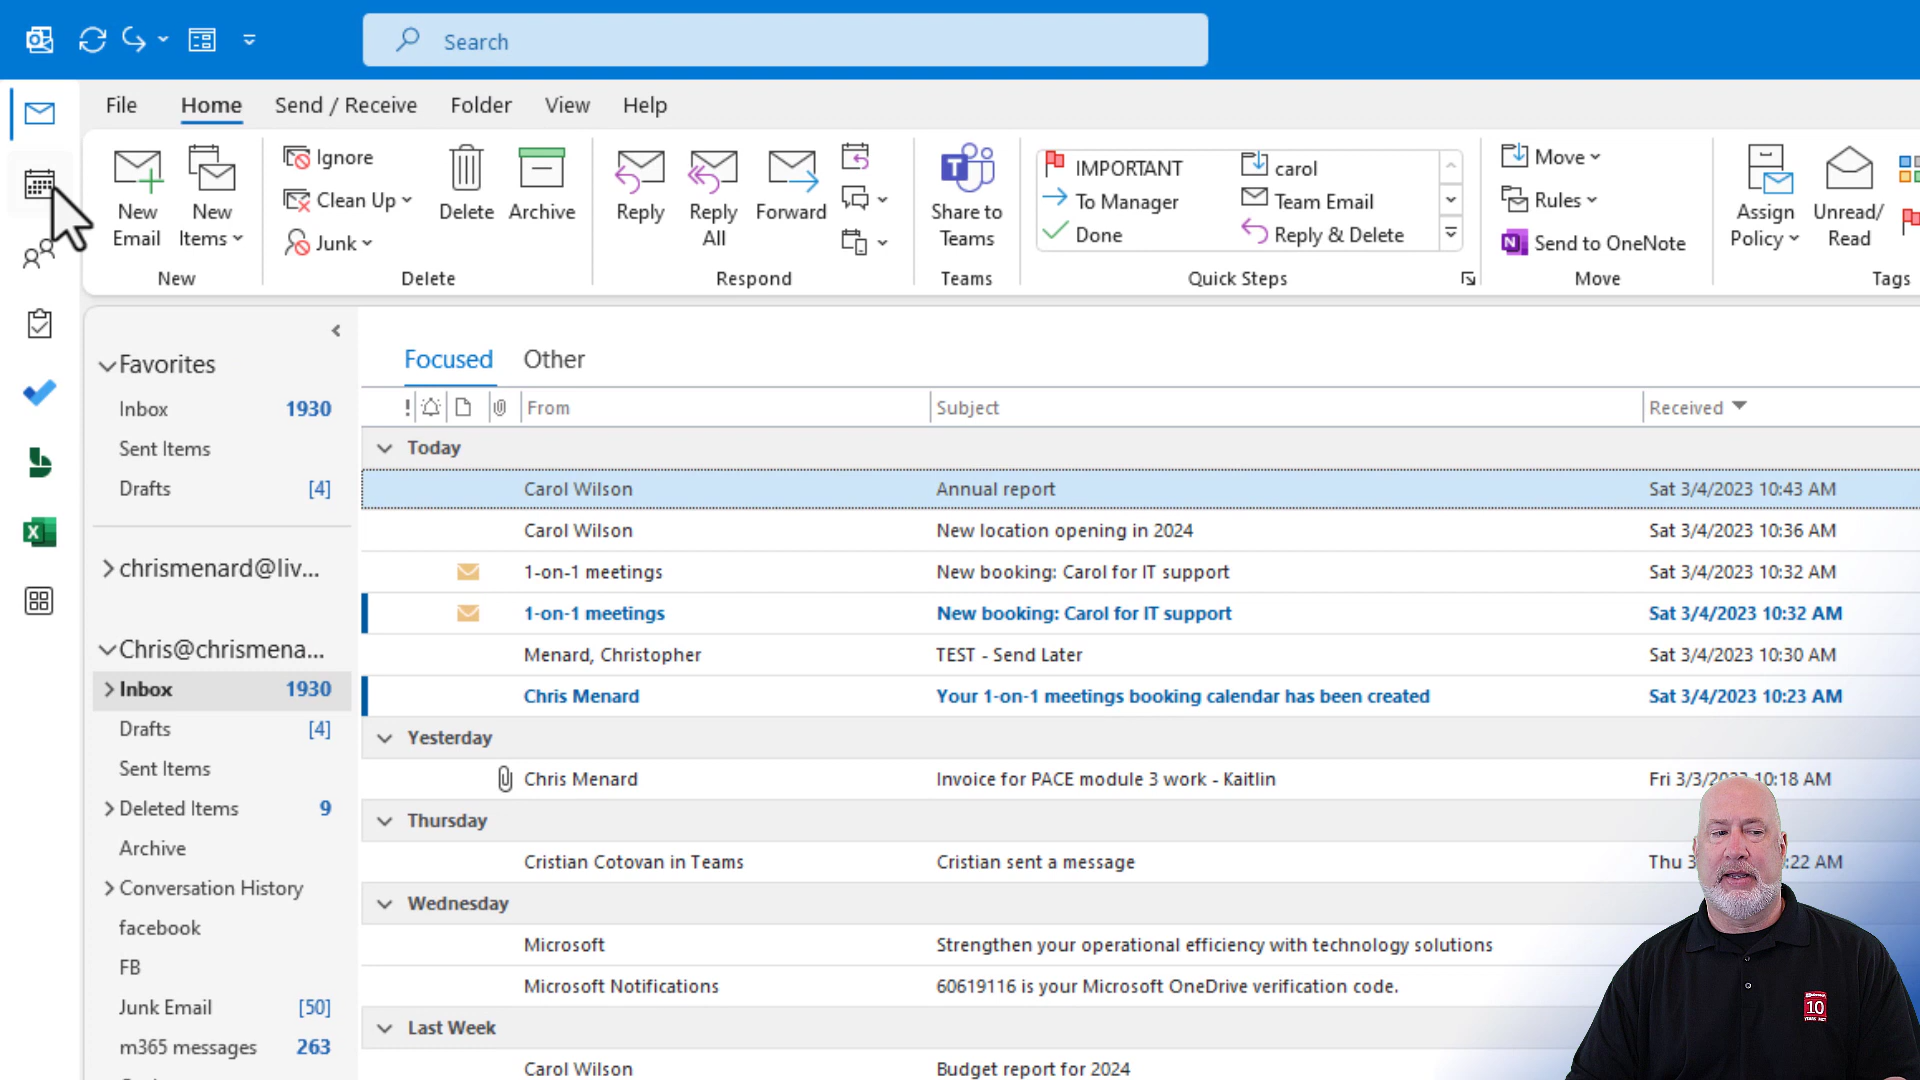 Search
File Home Send / Receive Folder View Help
New Email
New Items
New
Ignore
Clean Up
Junk
Delete
Archive
Delete
Reply
Reply All
Forward
Respond
Share to Teams
Teams
IMPORTANT
To Manager
Done
carol
Team Email
Reply & Delete
Quick Steps
Move
Rules
Send to OneNote
Move
Assign Policy
Unread/ Read
Tags
Favorites
Inbox 1930
Sent Items
Drafts [4]
chrismenard@liv...
Chris@chrismena...
Inbox 1930
Drafts [4]
Sent Items
Deleted Items 9
Archive
Conversation History
facebook
FB
Junk Email [50]
m365 messages 263
Focused Other
! From Subject Received
Today
Carol Wilson Annual report Sat 3/4/2023 10:43 AM
Carol Wilson New location opening in 2024 Sat 3/4/2023 10:36 AM
1-on-1 meetings New booking: Carol for IT support Sat 3/4/2023 10:32 AM
1-on-1 meetings New booking: Carol for IT support Sat 3/4/2023 10:32 AM
Menard, Christopher TEST - Send Later Sat 3/4/2023 10:30 AM
Chris Menard Your 1-on-1 meetings booking calendar has been created Sat 3/4/2023 10:23 AM
Yesterday
Chris Menard Invoice for PACE module 3 work - Kaitlin Fri 3/3/2023 10:18 AM
Thursday
Cristian Cotovan in Teams Cristian sent a message Thu 3 :22 AM
Wednesday
Microsoft Strengthen your operational efficiency with technology solutions
Microsoft Notifications 60619116 is your Microsoft OneDrive verification code.
Last Week
Carol Wilson Budget report for 2024
10